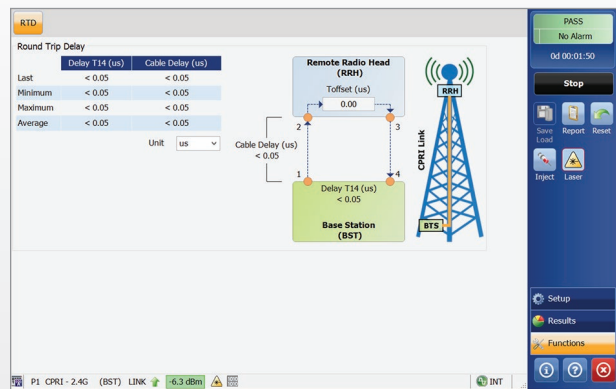 RTD
Round Trip Delay
Delay T14 (us) Cable Delay (us)
Last < 0.05 < 0.05
Minimum < 0.05 < 0.05
Maximum < 0.05 < 0.05
Average < 0.05 < 0.05
Unit us
Remote Radio Head
(RRH)
Toffset (us)
0.00
2 3
Cable Delay (us)
< 0.05
1 4
Delay T14 (us)
< 0.05
Base Station
(BST)
RRH
CPRI Link
BTS
PASS
No Alarm
0d 00:01:50
Stop
Save
Load
Report
Reset
Inject
Laser
Setup
Results
Functions
P1 CPRI - 2.4G (BST) LINK -6.3 dBm INT